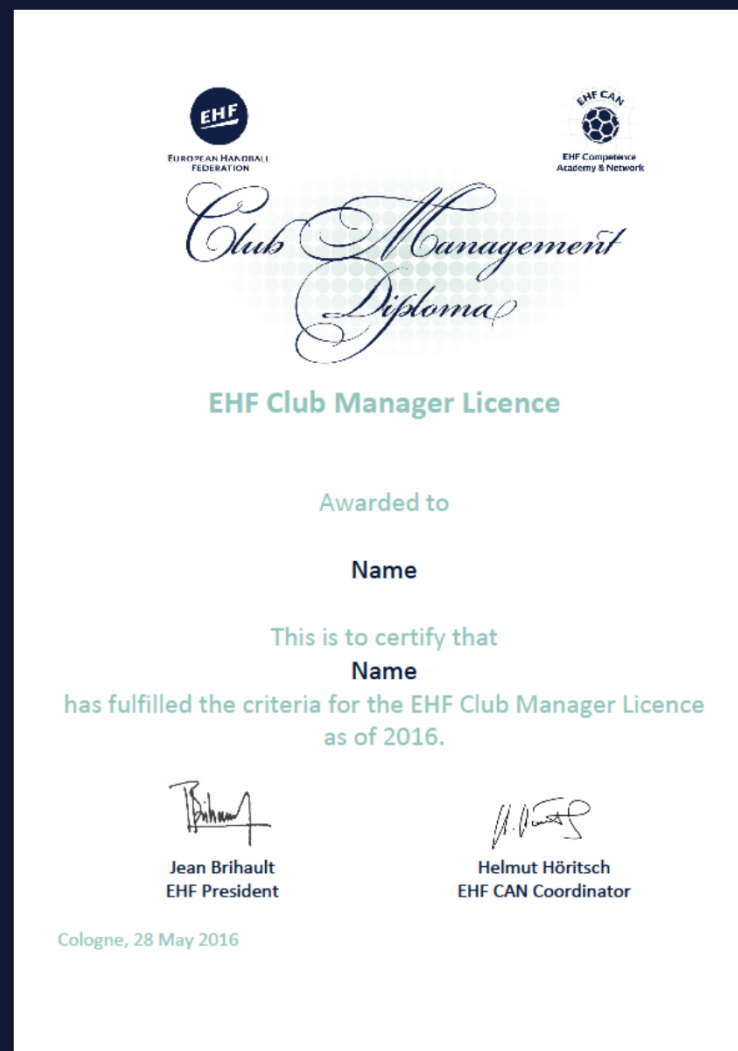 EHF
EUROPEAN HANDBALL
FEDERATION
EHF CAN
EHF Competence
Academy & Network
Club Management
Diploma
EHF Club Manager Licence
Awarded to
Name
This is to certify that
Name
has fulfilled the criteria for the EHF Club Manager Licence
as of 2016.
Jean Brihault
EHF President
Helmut Höritsch
EHF CAN Coordinator
Cologne, 28 May 2016